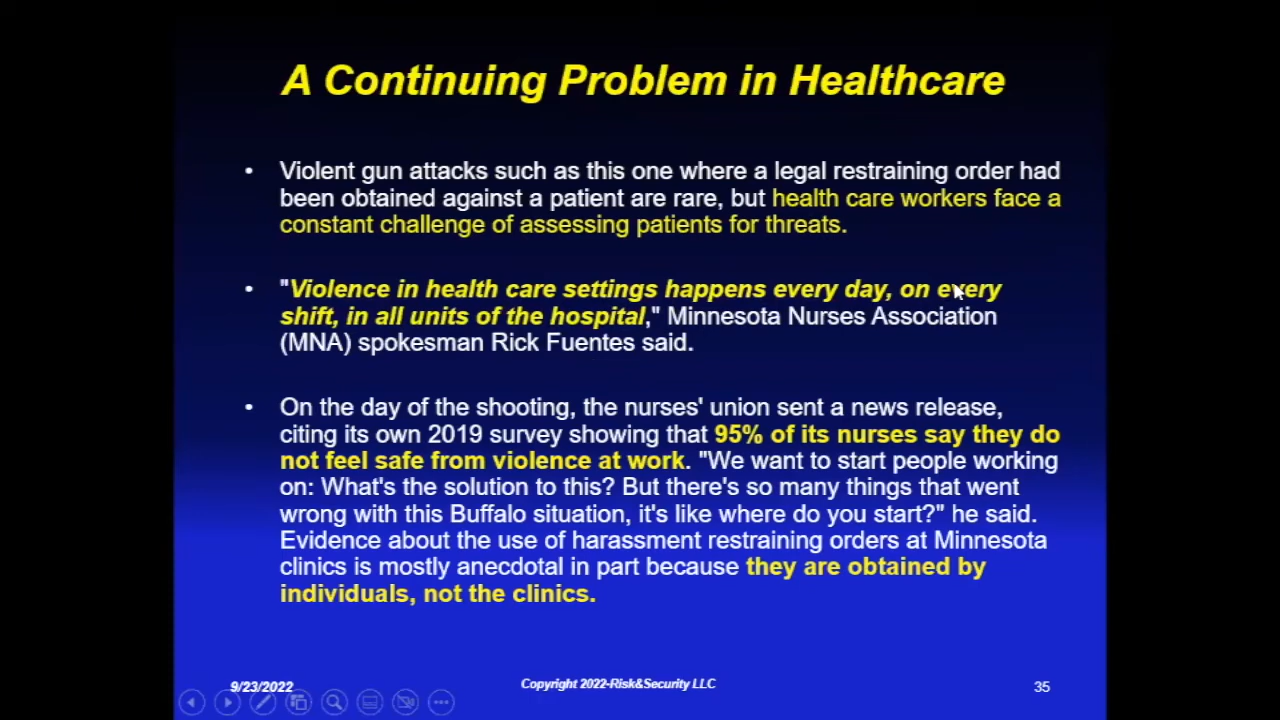 A Continuing Problem in Healthcare
• Violent gun attacks such as this one where a legal restraining order had
been obtained against a patient are rare, but health care workers face a
constant challenge of assessing patients for threats.
• "Violence in health care settings happens every day, on every
shift, in all units of the hospital," Minnesota Nurses Association
(MNA) spokesman Rick Fuentes said.
• On the day of the shooting, the nurses' union sent a news release,
citing its own 2019 survey showing that 95% of its nurses say they do
not feel safe from violence at work. "We want to start people working
on: What's the solution to this? But there's so many things that went
wrong with this Buffalo situation, it's like where do you start?" he said.
Evidence about the use of harassment restraining orders at Minnesota
clinics is mostly anecdotal in part because they are obtained by
individuals, not the clinics.
9/23/2022
Copyright 2022-Risk&Security LLC
35